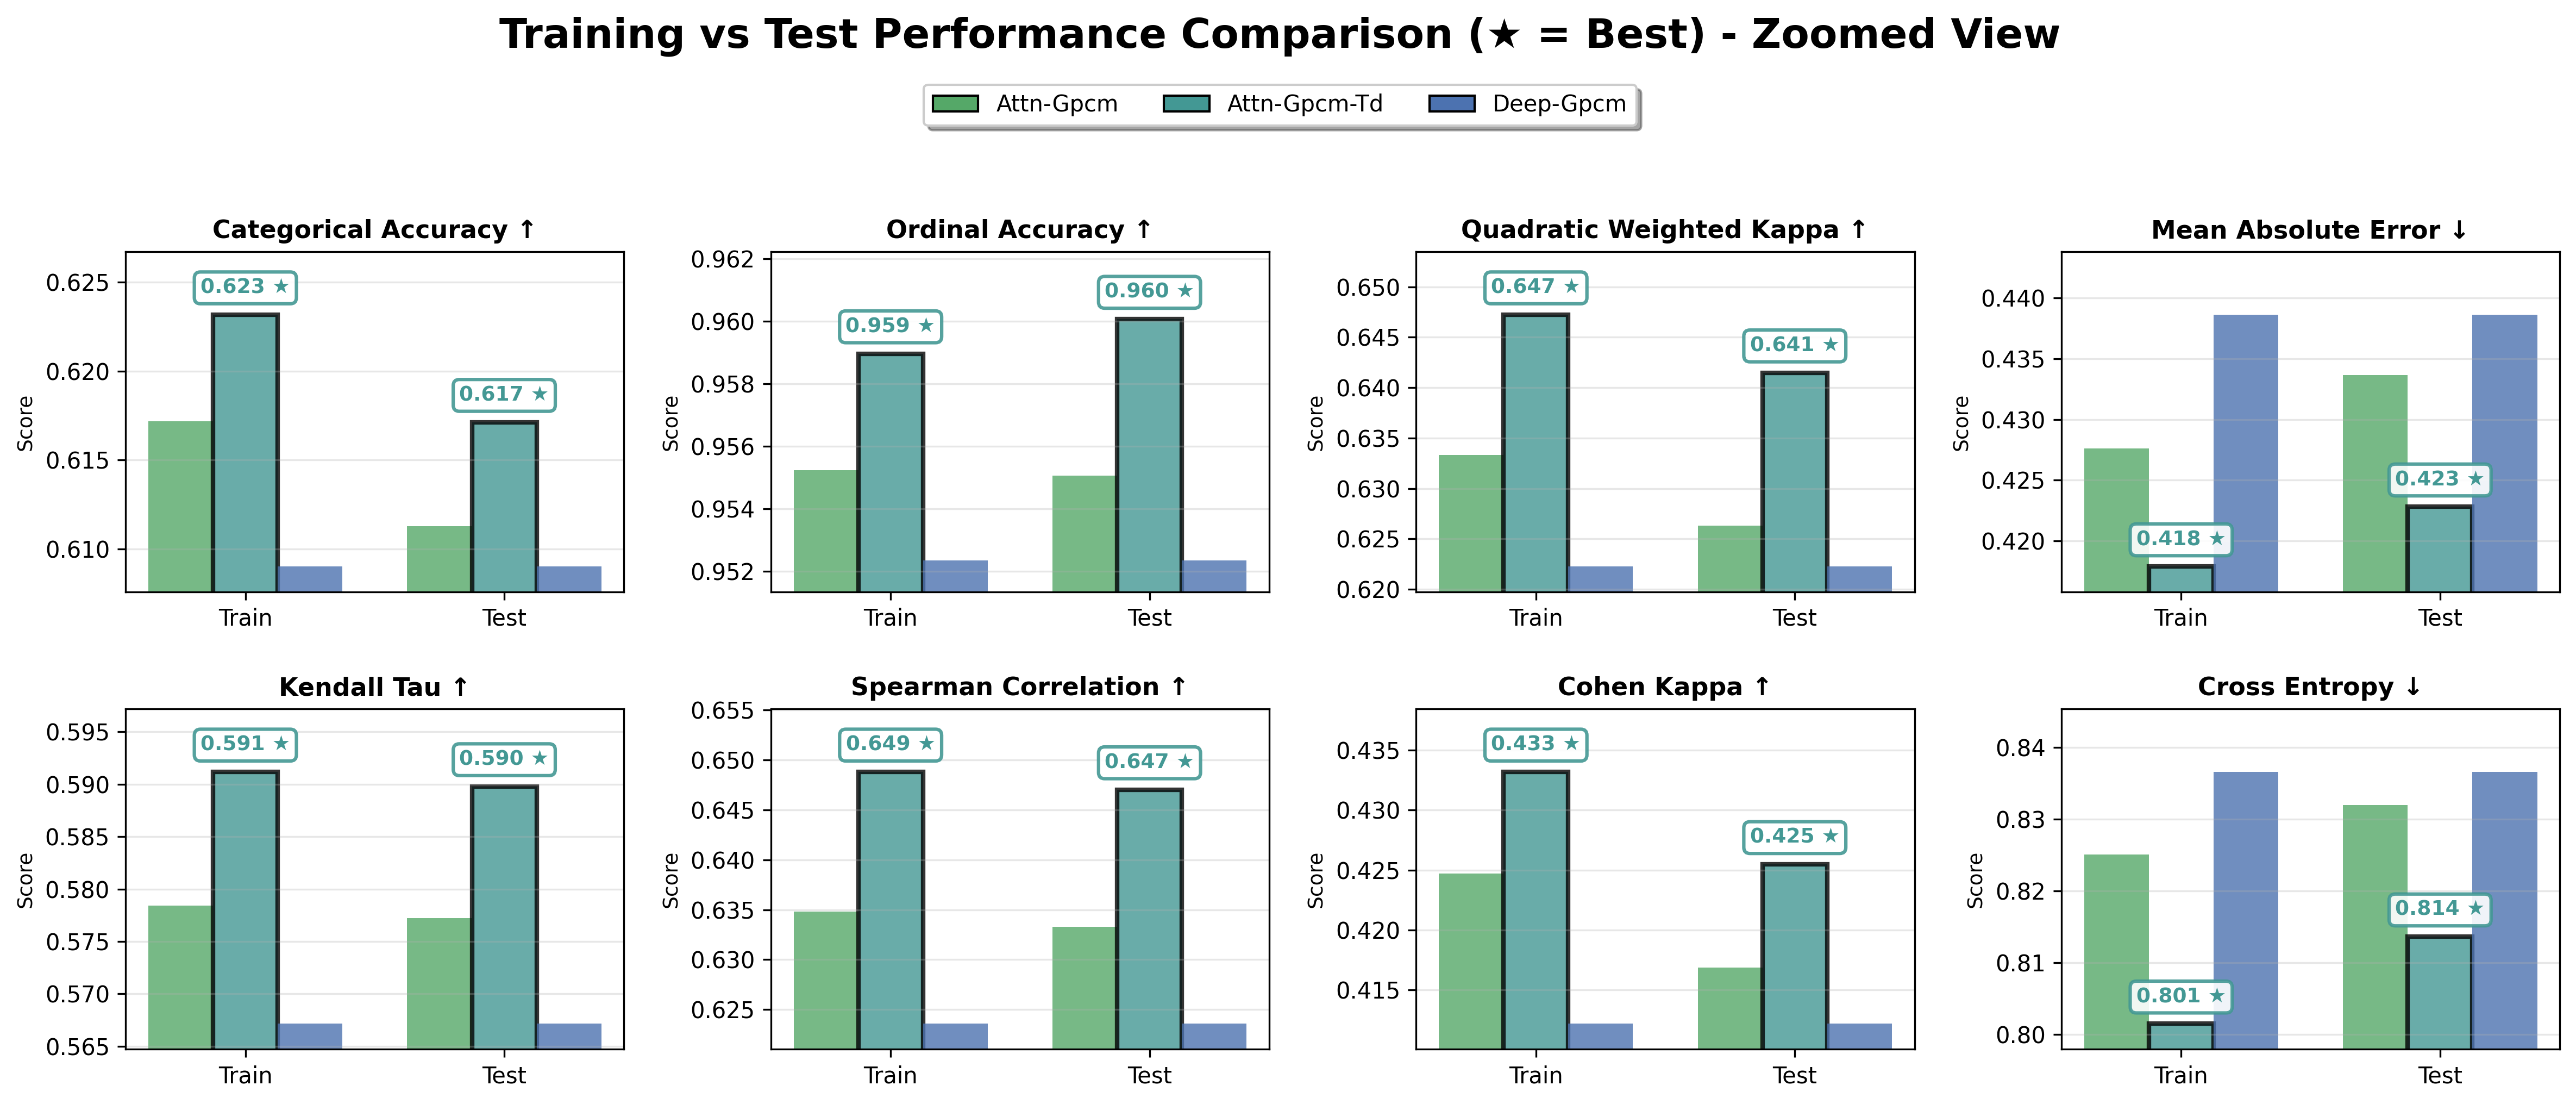 Training vs Test Performance Comparison (★ = Best) - Zoomed View
Attn-Gpcm Attn-Gpcm-Td Deep-Gpcm
Categorical Accuracy ↑
Score
0.625
0.620
0.615
0.610
0.623 ★
0.617 ★
Train Test
Ordinal Accuracy ↑
Score
0.962
0.960
0.958
0.956
0.954
0.952
0.959 ★
0.960 ★
Train Test
Quadratic Weighted Kappa ↑
Score
0.650
0.645
0.640
0.635
0.630
0.625
0.620
0.647 ★
0.641 ★
Train Test
Mean Absolute Error ↓
Score
0.440
0.435
0.430
0.425
0.420
0.418 ★
0.423 ★
Train Test
Kendall Tau ↑
Score
0.595
0.590
0.585
0.580
0.575
0.570
0.565
0.591 ★
0.590 ★
Train Test
Spearman Correlation ↑
Score
0.655
0.650
0.645
0.640
0.635
0.630
0.625
0.649 ★
0.647 ★
Train Test
Cohen Kappa ↑
Score
0.435
0.430
0.425
0.420
0.415
0.433 ★
0.425 ★
Train Test
Cross Entropy ↓
Score
0.84
0.83
0.82
0.81
0.80
0.801 ★
0.814 ★
Train Test